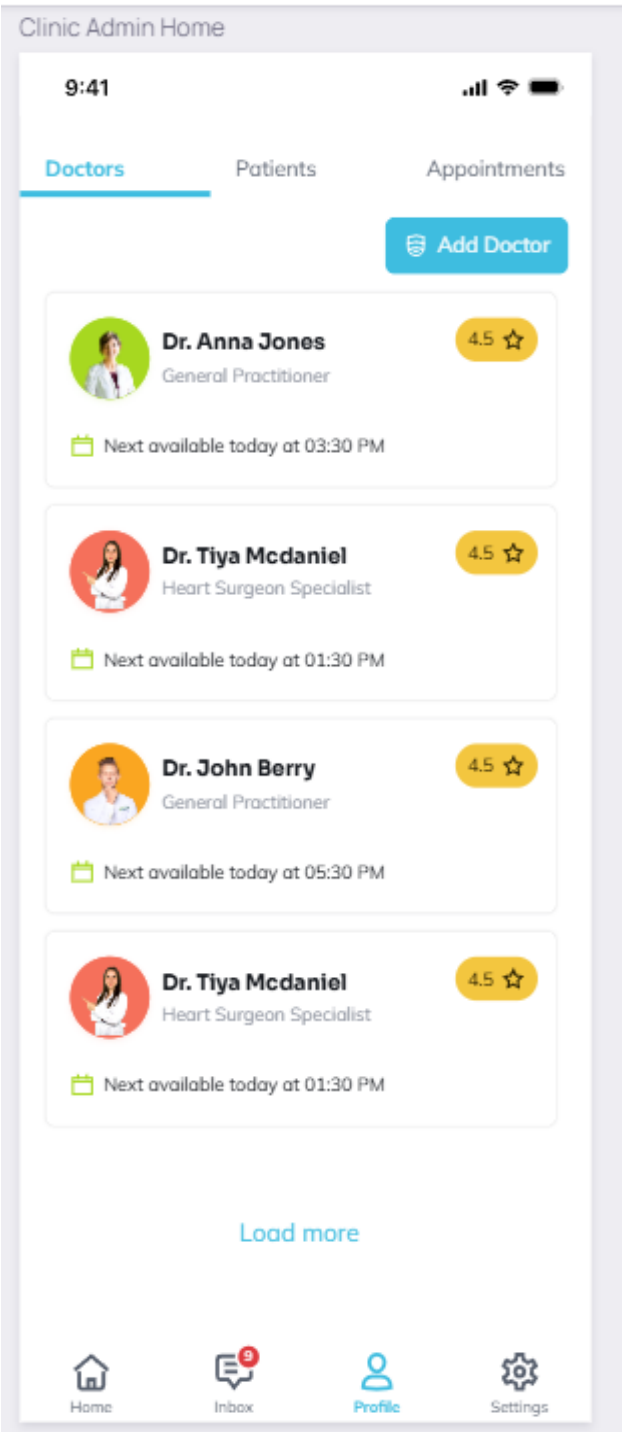 Clinic Admin Home
9:41
Doctors Patients Appointments
Add Doctor
Dr. Anna Jones 4.5
General Practitioner
Next available today at 03:30 PM
Dr. Tiya Mcdaniel 4.5
Heart Surgeon Specialist
Next available today at 01:30 PM
Dr. John Berry 4.5
General Practitioner
Next available today at 05:30 PM
Dr. Tiya Mcdaniel 4.5
Heart Surgeon Specialist
Next available today at 01:30 PM
Load more
9
Home Inbox Profile Settings